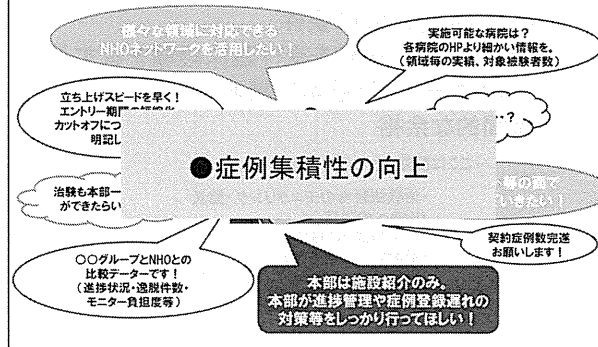 様々な領域に対応できる
NHOネットワークを活用したい！
実施可能な病院は？
各病院のHPより細かい情報を。
（領域毎の実績、対象被験者数）
立ち上げスピードを早く！
エントリー期間の
カットオフにつ
明記し
…？
●症例集積性の向上
治験も本部一
ができたらい
等の面で
いきたい！
〇〇グループとNHOとの
比較データーです！
（進捗状況・逸脱件数・
モニター負担度等）
契約症例数完遂
お願いします！
本部は施設紹介のみ。
本部が進捗管理や症例登録遅れの
対策等をしっかり行ってほしい！